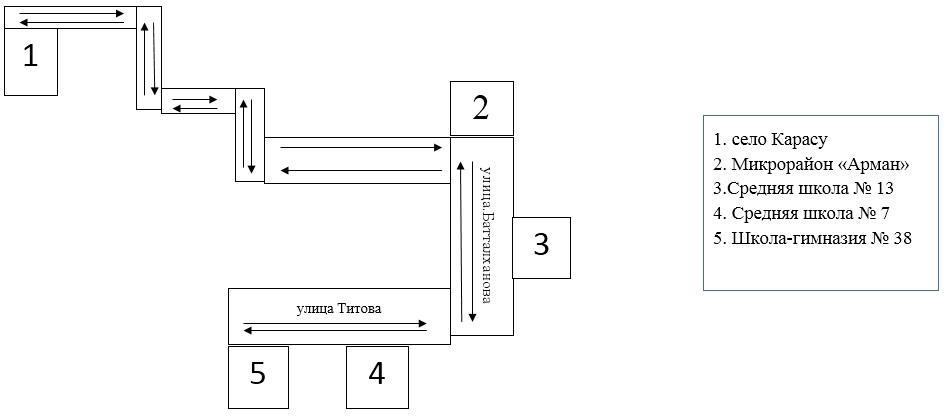 1
2
улица.Батталханова
3
улица Титова
5
4
1. село Карасу
2. Микрорайон «Арман»
3.Средняя школа № 13
4. Средняя школа № 7
5. Школа-гимназия № 38